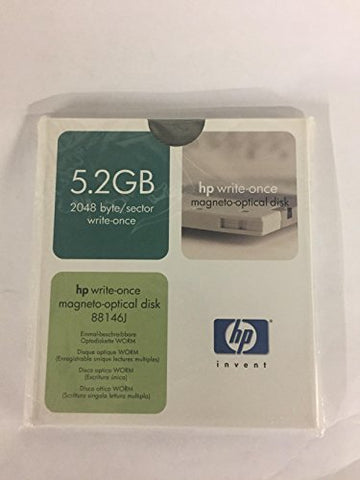 5.2GB
2048 byte/sector
write-once
hp write-once
magneto-optical disk
hp write-once
magneto-optical disk
88146J
Einmal-beschreibbare
Optodiskette WORM
Disque optique WORM
(Enregistrable unique lectures multiples)
Disco optico WORM
(Escritura única)
Disco ottico WORM
(Scrittura singola lettura multipla)
hp
invent